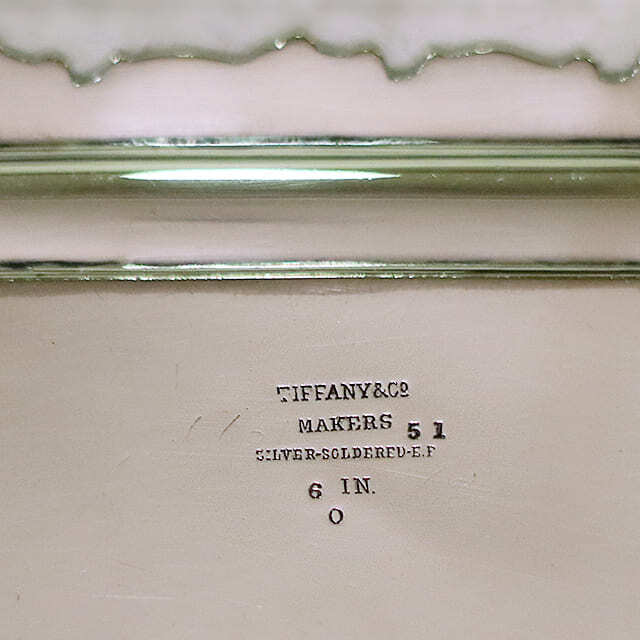 TIFFANY&Co
MAKERS 51
SILVER-SOLDERED-E.P
6 IN.
O